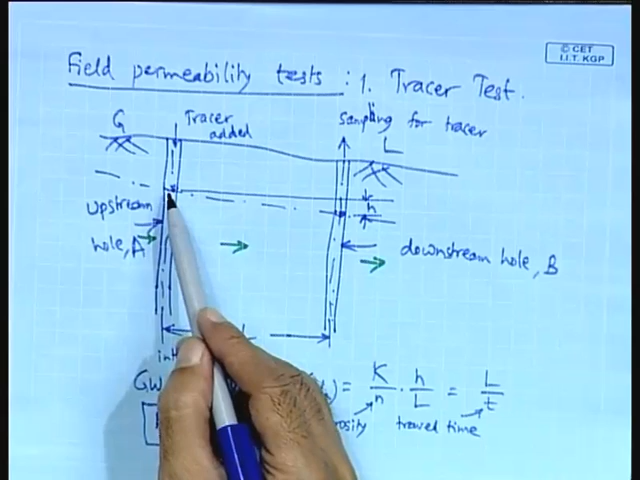 © CET
I.I.T. KGP
Field permeability tests : 1. Tracer Test.
G
Tracer
added
Sampling for tracer
L
upstream
hole, A
h
downstream hole, B
GW
= K/n · h/L = L/t
travel time